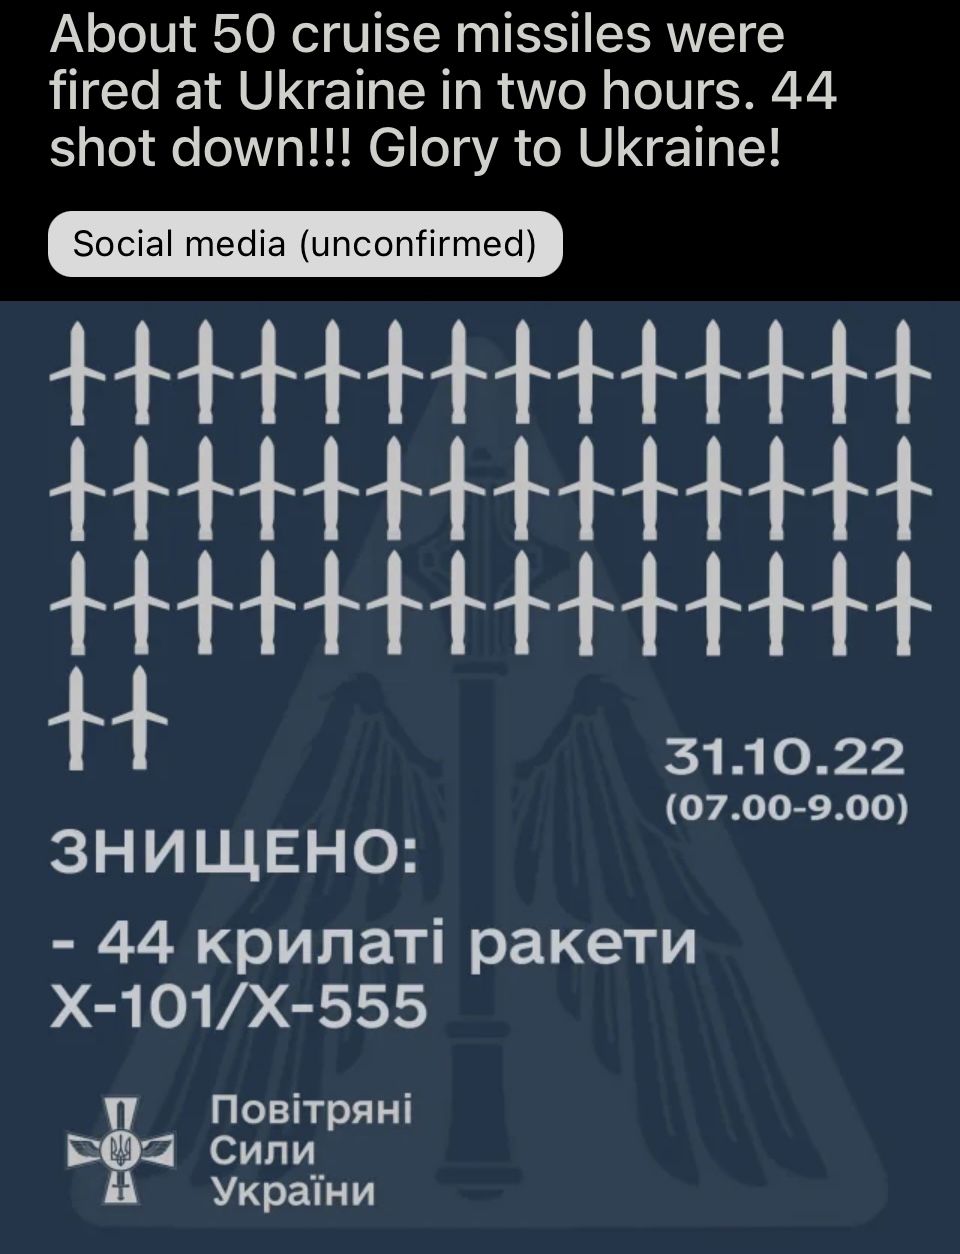 About 50 cruise missiles were
fired at Ukraine in two hours. 44
shot down!!! Glory to Ukraine!
Social media (unconfirmed)
31.10.22
(07.00-9.00)
ЗНИЩЕНО:
- 44 крилаті ракети
Х-101/Х-555
Повітряні
Сили
України